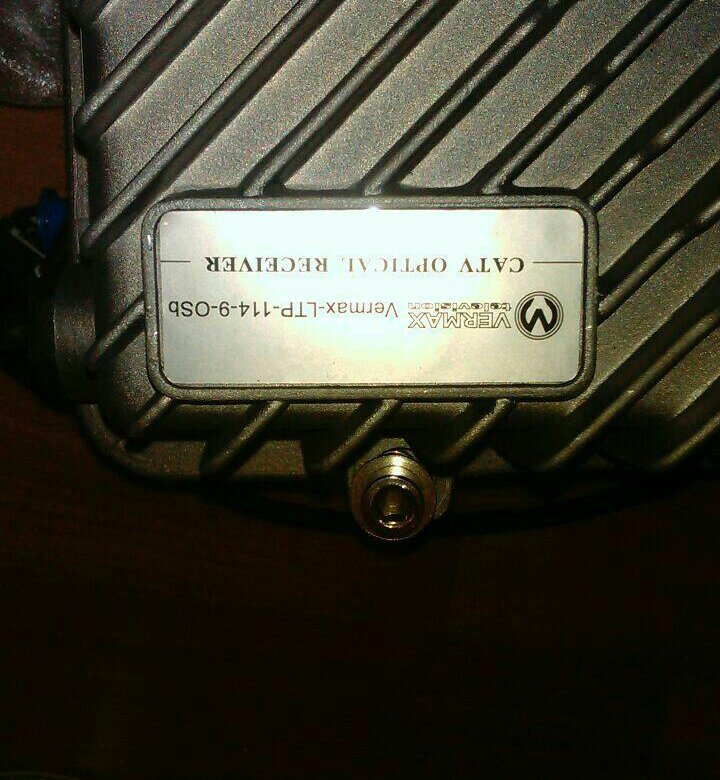 VERMAX
television
Vermax-LTP-114-9-OSb
CATV OPTICAL RECEIVER